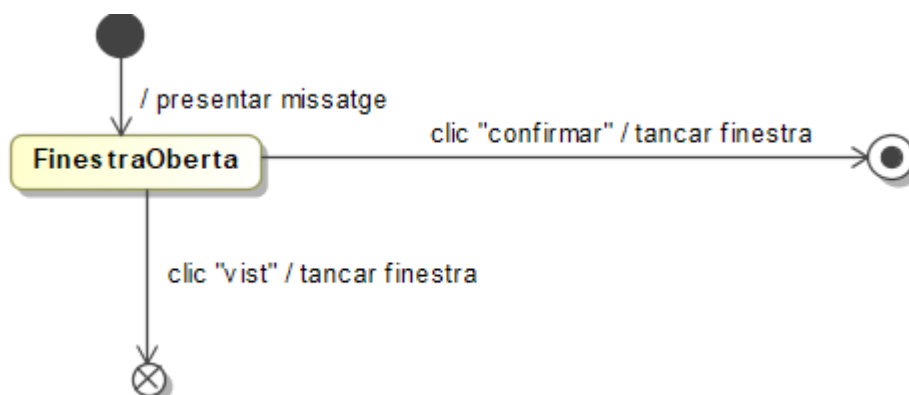 / presentar missatge
clic "confirmar" / tancar finestra
FinestraOberta
clic "vist" / tancar finestra